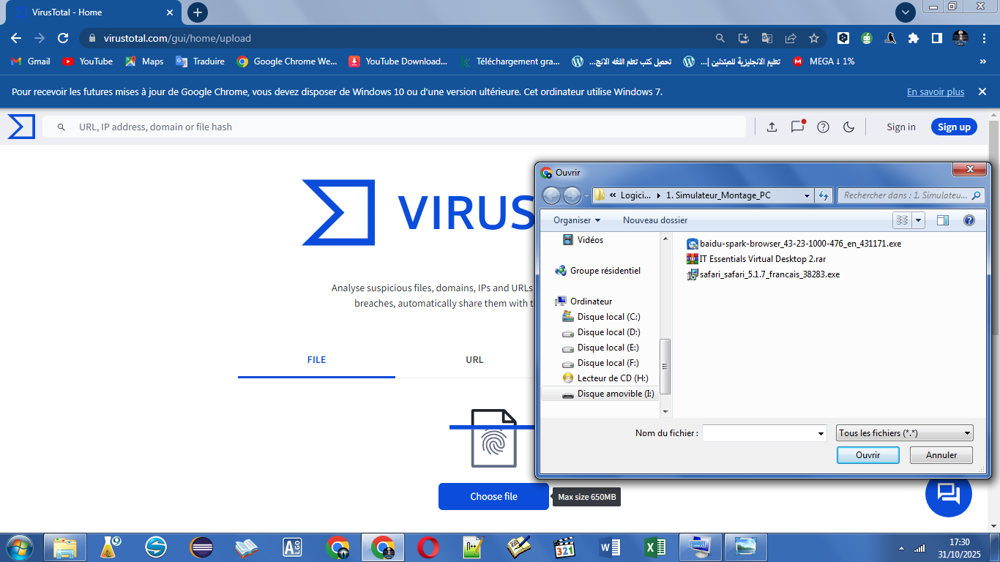 VirusTotal - Home
virustotal.com/gui/home/upload
Gmail
YouTube
Maps
Traduire
Google Chrome We...
YouTube Download...
Téléchargement gra...
تحميل كتب تعلم اللغه الانج...
تعليم الانجليزية للمبتدئين |...
MEGA ⇂ 1%
»
Pour recevoir les futures mises à jour de Google Chrome, vous devez disposer de Windows 10 ou d'une version ultérieure. Cet ordinateur utilise Windows 7.
En savoir plus
URL, IP address, domain or file hash
Sign in
Sign up
VIRUS
Analyse suspicious files, domains, IPs and URLs
breaches, automatically share them with t
FILE
URL
Choose file
Max size 650MB
Ouvrir
« Logici... 1. Simulateur_Montage_PC
Rechercher dans : 1. Simulateu...
Organiser
Nouveau dossier
Vidéos
Groupe résidentiel
Ordinateur
Disque local (C:)
Disque local (D:)
Disque local (E:)
Disque local (F:)
Lecteur de CD (H:)
Disque amovible (I:)
baidu-spark-browser_43-23-1000-476_en_431171.exe
IT Essentials Virtual Desktop 2.rar
safari_safari_5.1.7_francais_38283.exe
Nom du fichier :
Tous les fichiers (*.*)
Ouvrir
Annuler
17:30
31/10/2025